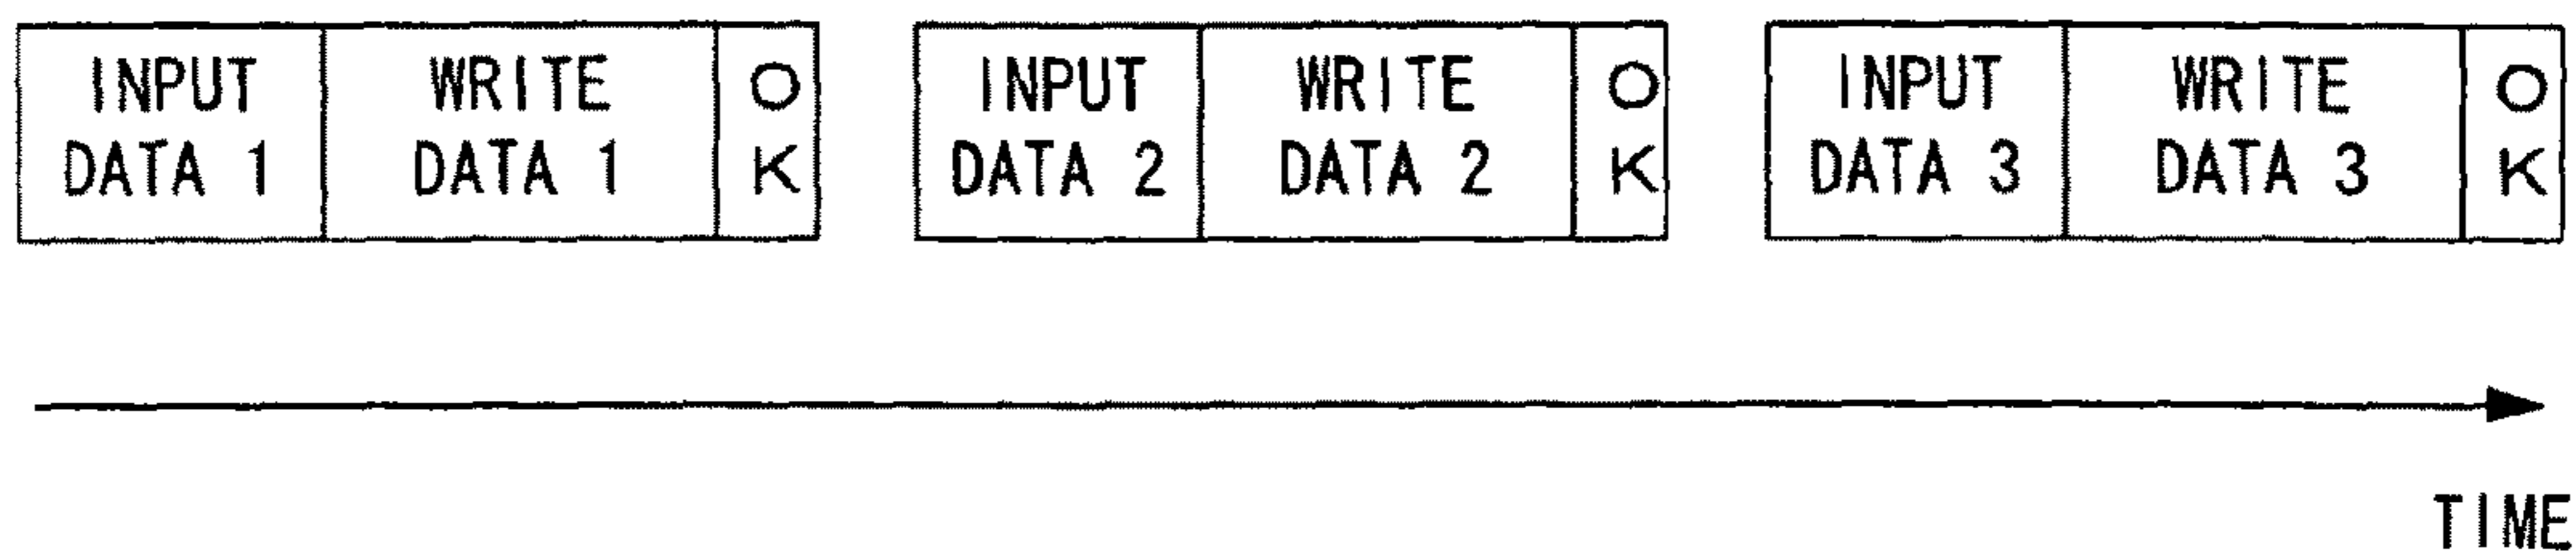 INPUT WRITE O INPUT WRITE O INPUT WRITE O
DATA 1 DATA 1 K DATA 2 DATA 2 K DATA 3 DATA 3 K
TIME